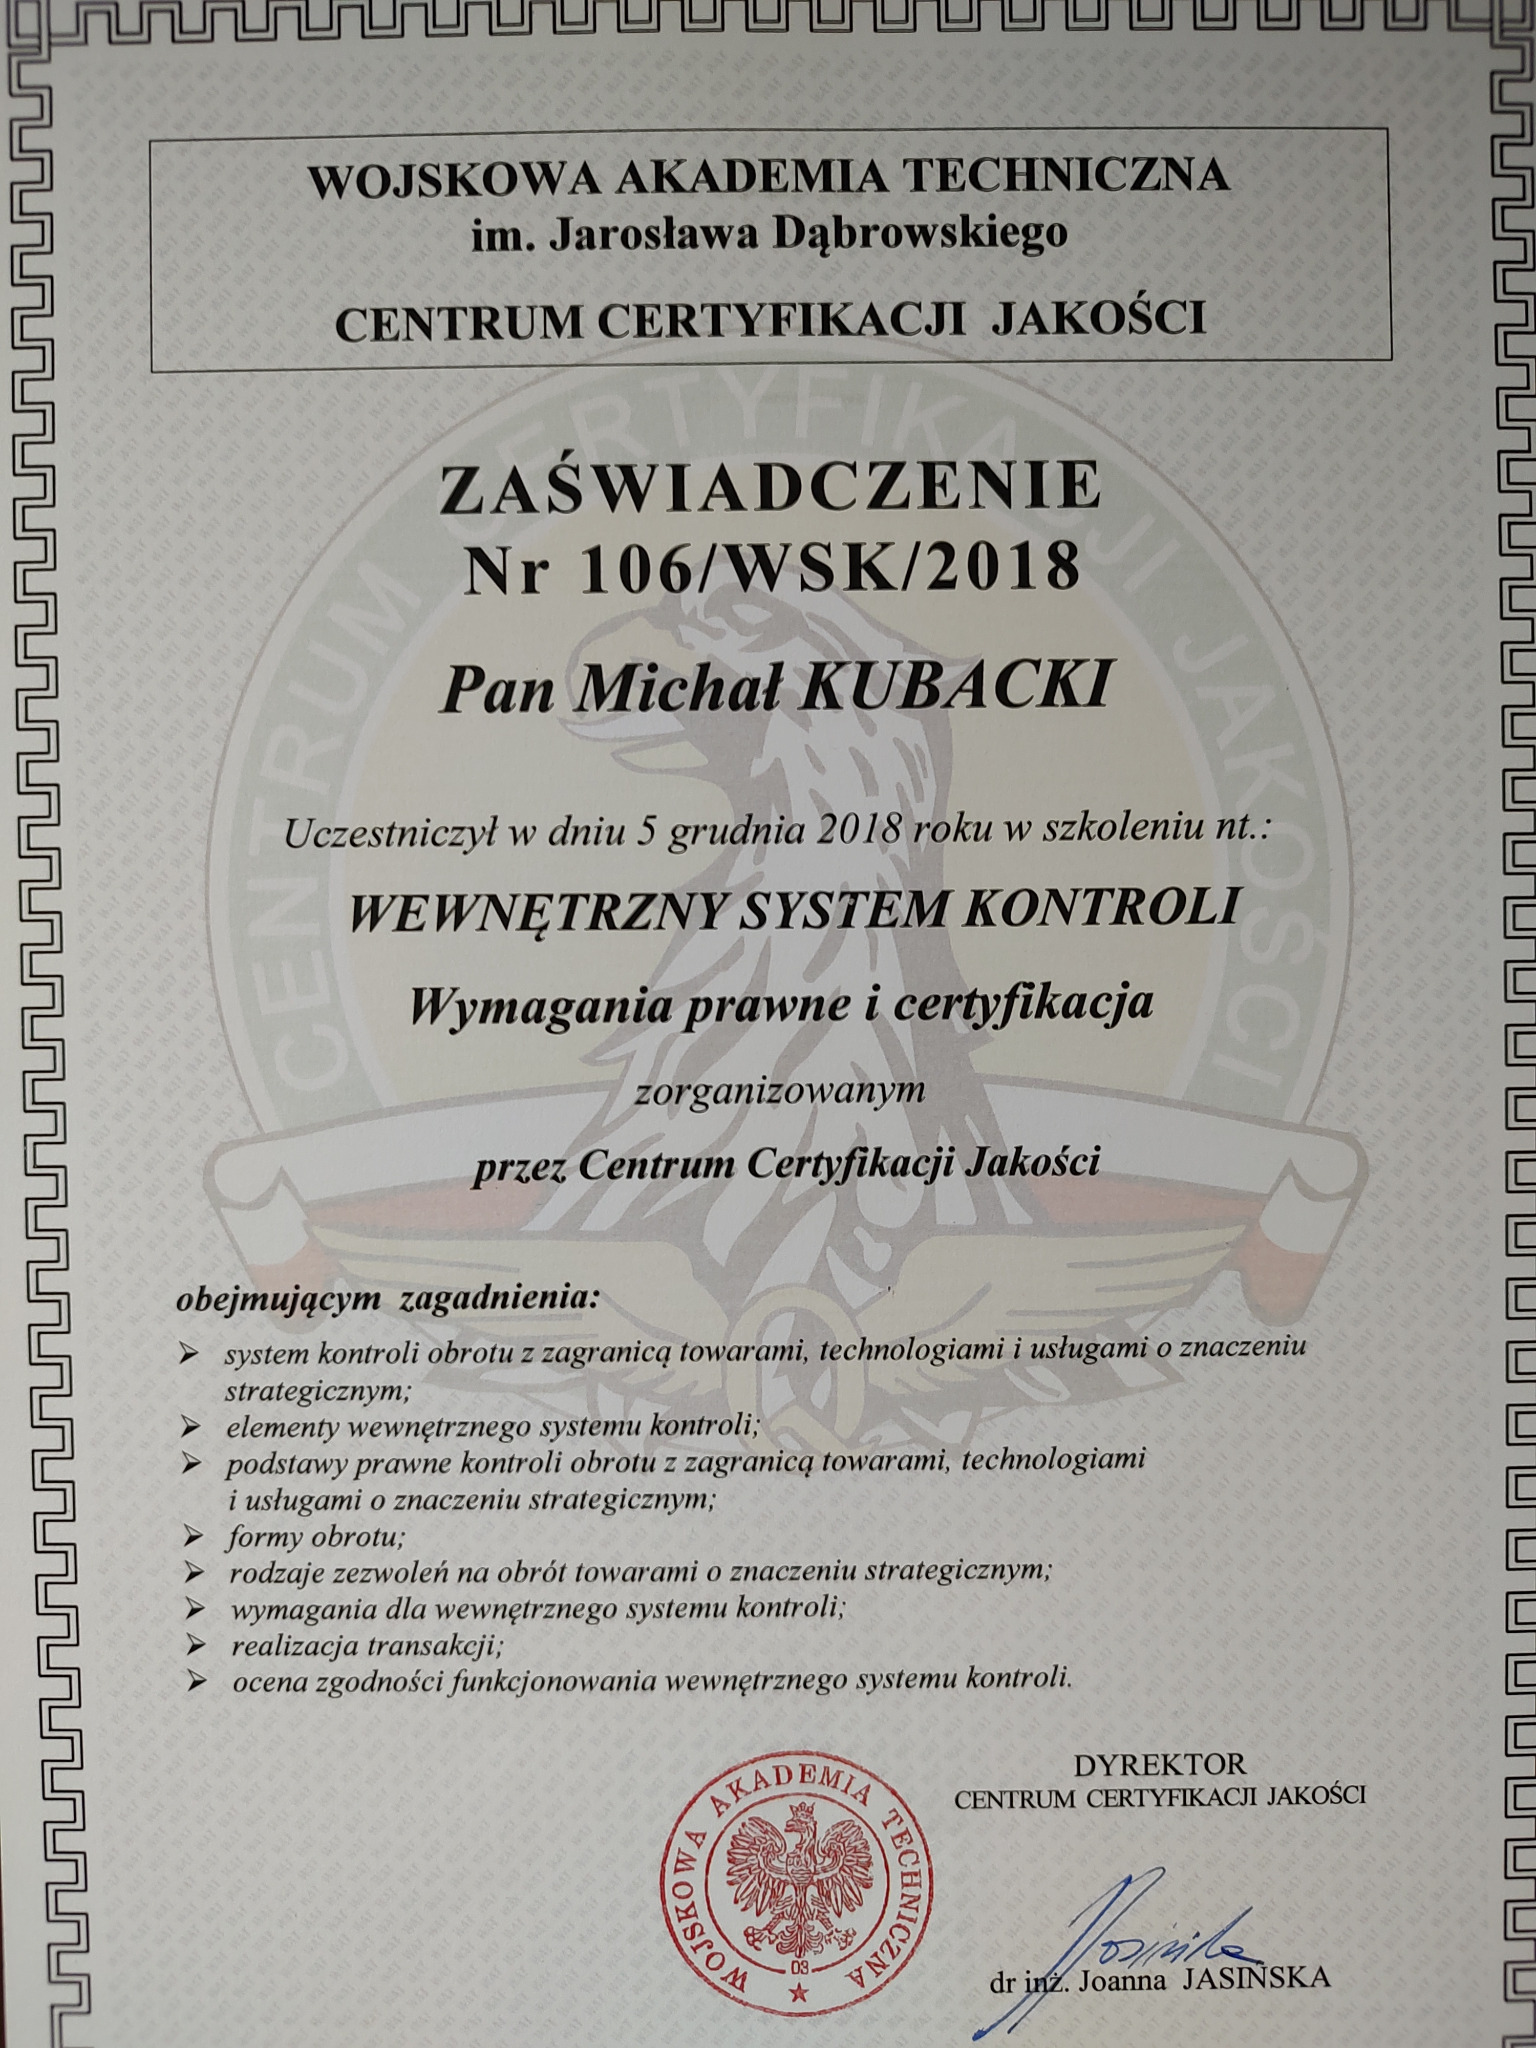 WOJSKOWA AKADEMIA TECHNICZNA
im. Jarosława Dąbrowskiego
CENTRUM CERTYFIKACJI JAKOŚCI
CENTRUM CERTYFIKACJI JAKOŚCI
ZAŚWIADCZENIE
Nr 106/WSK/2018
Pan Michał KUBACKI
Uczestniczył w dniu 5 grudnia 2018 roku w szkoleniu nt.:
WEWNĘTRZNY SYSTEM KONTROLI
Wymagania prawne i certyfikacja
zorganizowanym
przez Centrum Certyfikacji Jakości
obejmującym zagadnienia:
system kontroli obrotu z zagranicą towarami, technologiami i usługami o znaczeniu
strategicznym;
elementy wewnętrznego systemu kontroli;
podstawy prawne kontroli obrotu z zagranicą towarami, technologiami
i usługami o znaczeniu strategicznym;
formy obrotu;
rodzaje zezwoleń na obrót towarami o znaczeniu strategicznym;
wymagania dla wewnętrznego systemu kontroli;
realizacja transakcji;
ocena zgodności funkcjonowania wewnętrznego systemu kontroli.
DYREKTOR
CENTRUM CERTYFIKACJI JAKOŚCI
WOJSKOWA AKADEMIA TECHNICZNA
03
dr inż. Joanna JASIŃSKA